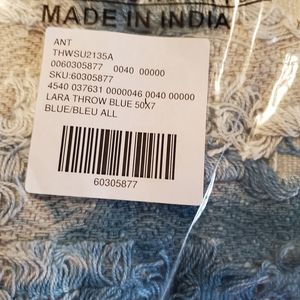 MADE IN INDIA
ANT
THWSU2135A
0060305877 0040 00000
SKU:60305877
4540 037631 0000046 0040 00000
LARA THROW BLUE 50X7
BLUE/BLEU ALL
60305877